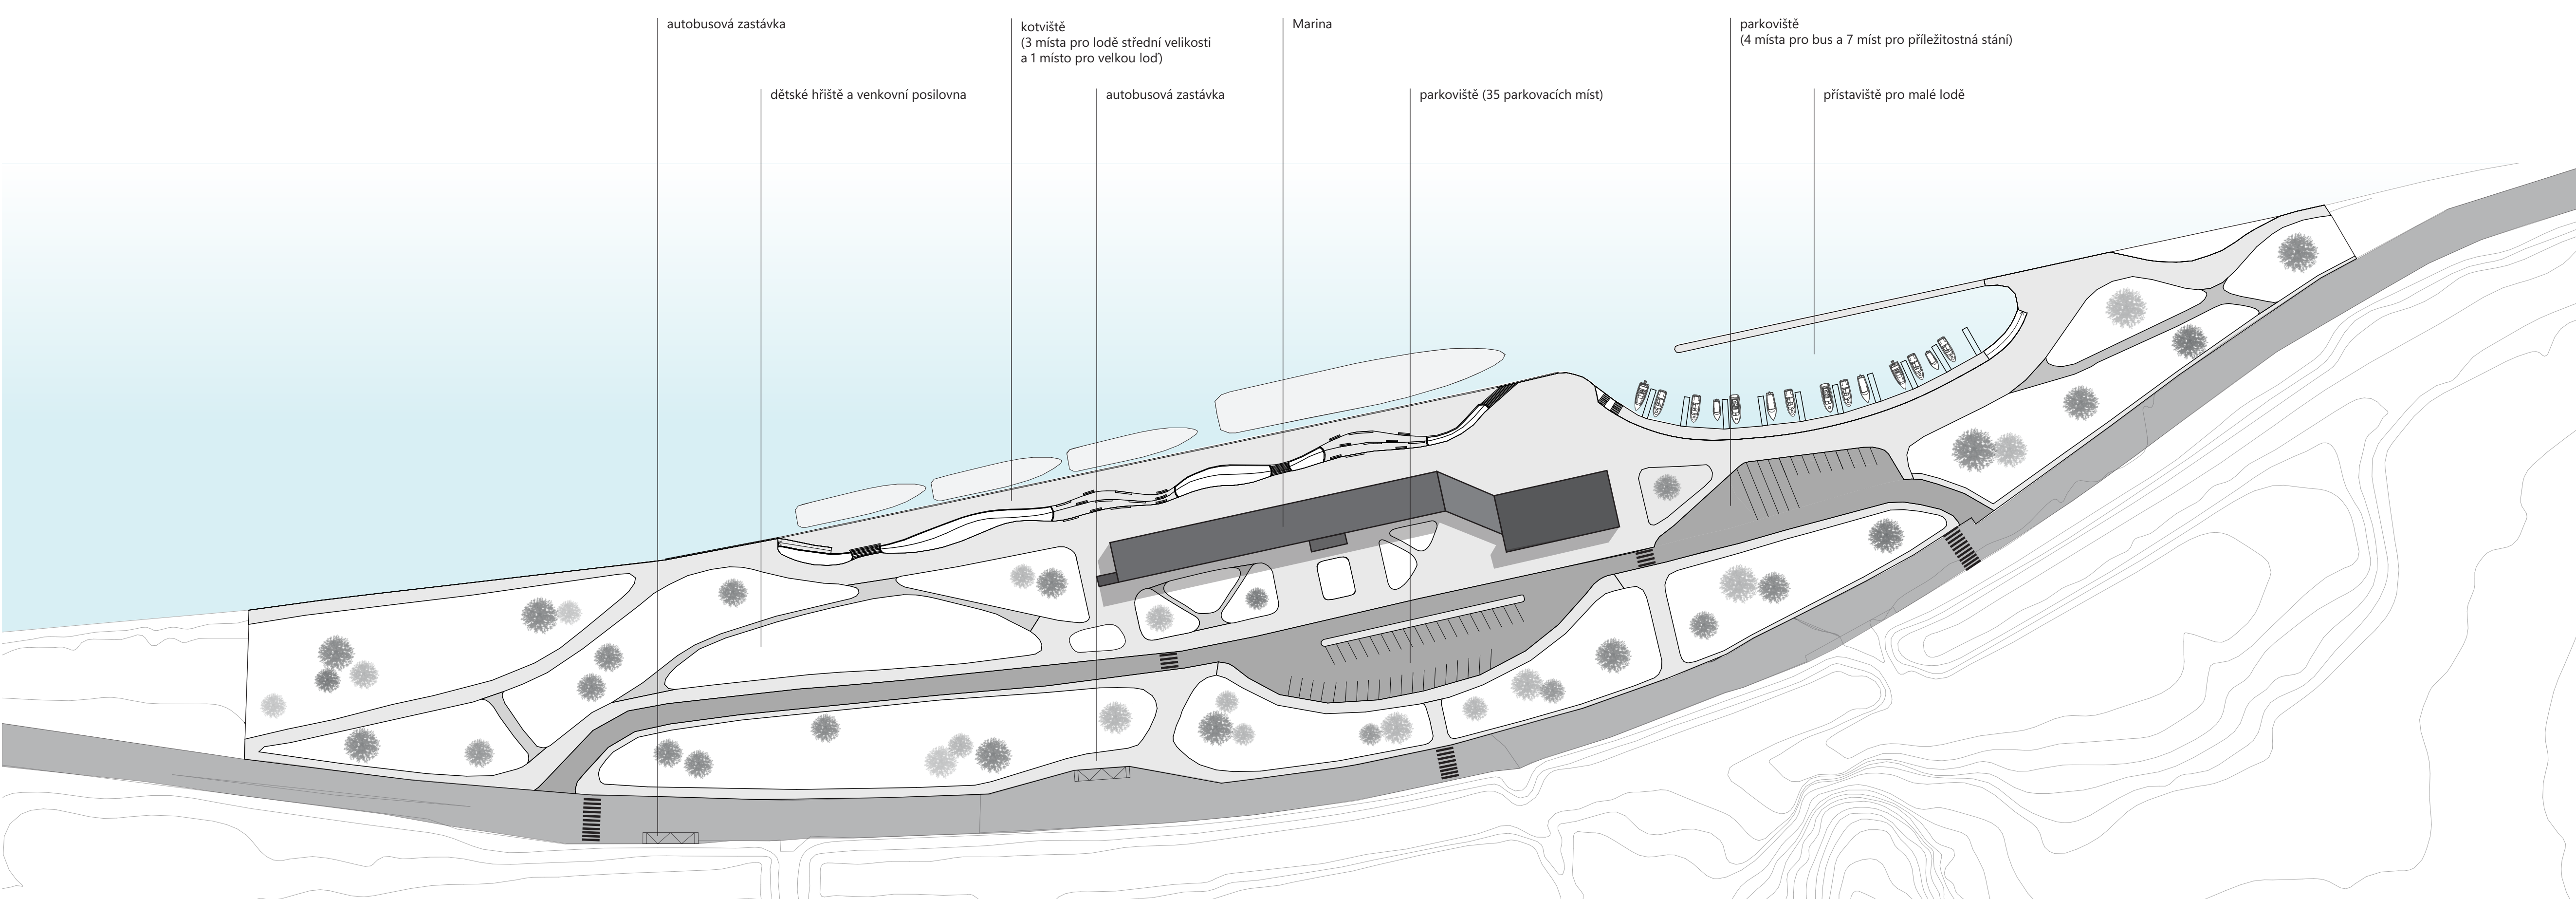 autobusová zastávka
kotviště
(3 místa pro lodě střední velikosti
a 1 místo pro velkou loď)
Marina
parkoviště
(4 místa pro bus a 7 míst pro příležitostná stání)
dětské hřiště a venkovní posilovna
autobusová zastávka
parkoviště (35 parkovacích míst)
přístaviště pro malé lodě